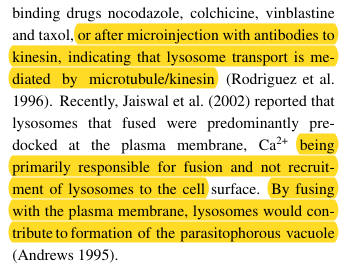 binding drugs nocodazole, colchicine, vinblastine
and taxol, or after microinjection with antibodies to
kinesin, indicating that lysosome transport is me-
diated by microtubule/kinesin (Rodriguez et al.
1996). Recently, Jaiswal et al. (2002) reported that
lysosomes that fused were predominantly pre-
docked at the plasma membrane, Ca²⁺ being
primarily responsible for fusion and not recruit-
ment of lysosomes to the cell surface. By fusing
with the plasma membrane, lysosomes would con-
tribute to formation of the parasitophorous vacuole
(Andrews 1995).